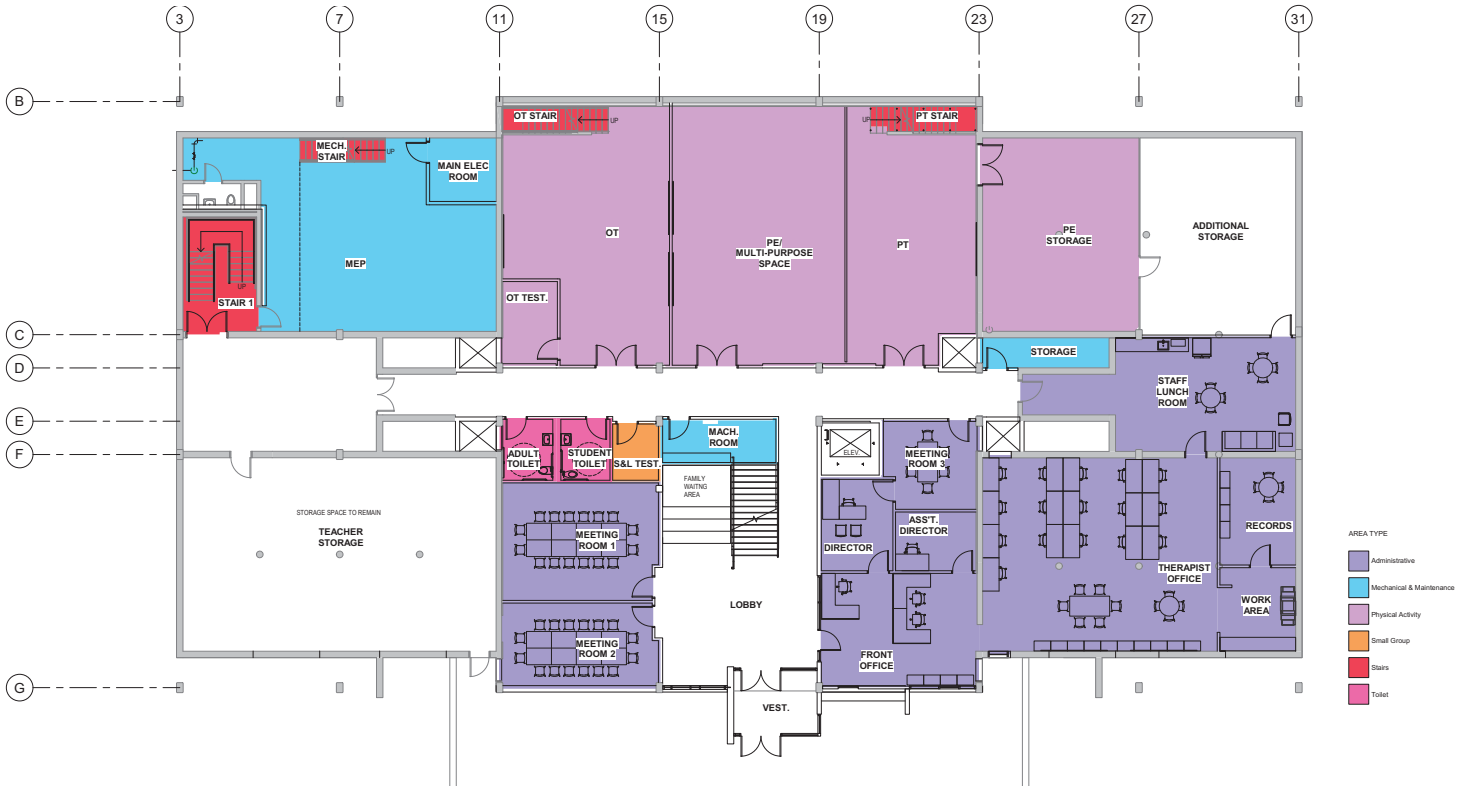 3
7
11
15
19
23
27
31
B
C
D
E
F
G
OT STAIR
UP
UP
PT STAIR
MECH.
STAIR
UP
MAIN ELEC
ROOM
OT
PE/
MULTI-PURPOSE
SPACE
PT
PE
STORAGE
ADDITIONAL
STORAGE
MEP
UP
STAIR 1
OT TEST.
STORAGE
STAFF
LUNCH
ROOM
MACH.
ROOM
ADULT
TOILET
STUDENT
TOILET
S&L TEST.
ELEV.
MEETING
ROOM 3
FAMILY
WAITNG
AREA
STORAGE SPACE TO REMAIN
TEACHER
STORAGE
MEETING
ROOM 1
DIRECTOR
ASS'T.
DIRECTOR
RECORDS
THERAPIST
OFFICE
WORK
AREA
LOBBY
MEETING
ROOM 2
FRONT
OFFICE
VEST.
AREA TYPE
Administrative
Mechanical & Maintenance
Physical Activity
Small Group
Stairs
Toilet